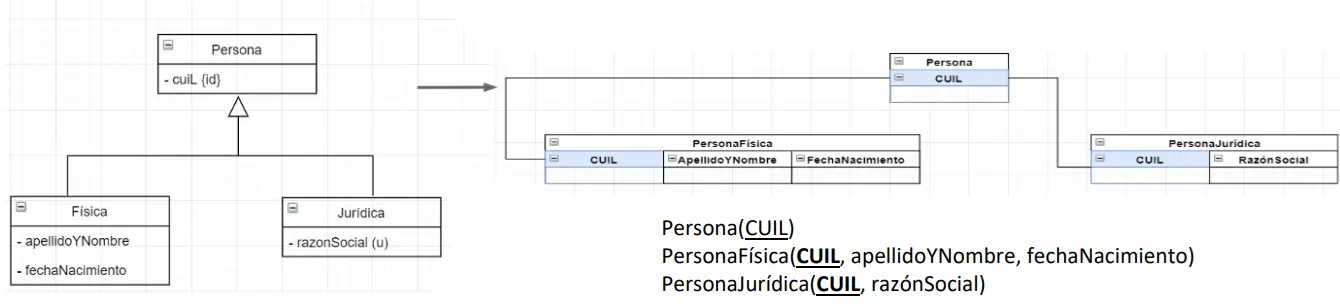 Persona
- cuiL {id}
Física
- apellidoYNombre
- fechaNacimiento
Jurídica
- razonSocial (u)
Persona
CUIL
PersonaFísica
CUIL ApellidoYNombre FechaNacimiento
PersonaJurídica
CUIL RazónSocial
Persona(CUIL)
PersonaFísica(CUIL, apellidoYNombre, fechaNacimiento)
PersonaJurídica(CUIL, razónSocial)